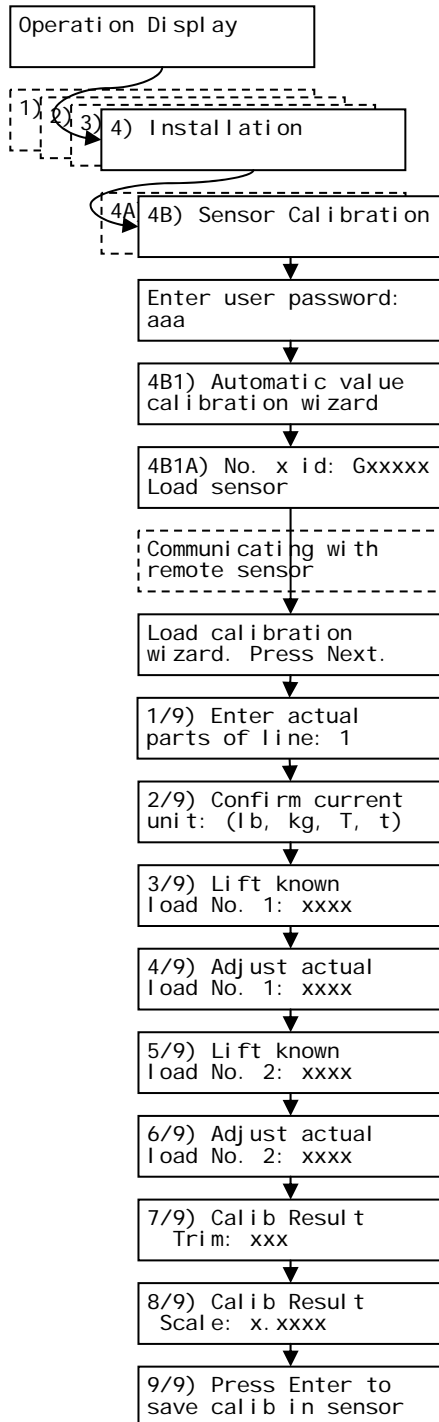 Operation Display
1)
2)
3)
4) Installation
4A
4B) Sensor Calibration
Enter user password:
aaa
4B1) Automatic value
calibration wizard
4B1A) No. x id: Gxxxxx
Load sensor
Communicating with
remote sensor
Load calibration
wizard. Press Next.
1/9) Enter actual
parts of line: 1
2/9) Confirm current
unit: (lb, kg, T, t)
3/9) Lift known
load No. 1: xxxx
4/9) Adjust actual
load No. 1: xxxx
5/9) Lift known
load No. 2: xxxx
6/9) Adjust actual
load No. 2: xxxx
7/9) Calib Result
Trim: xxx
8/9) Calib Result
Scale: x.xxxx
9/9) Press Enter to
save calib in sensor